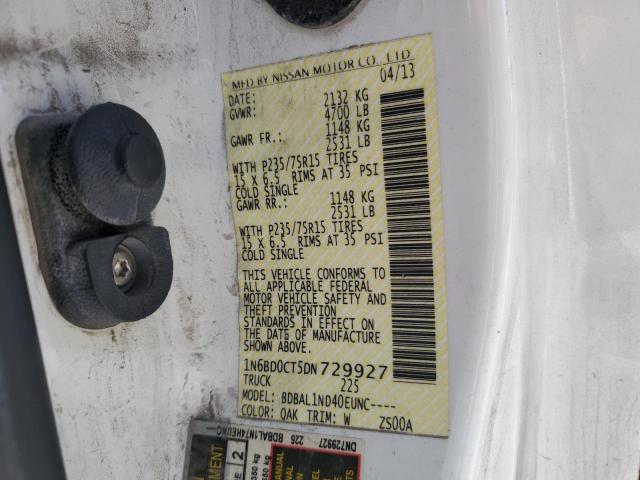 MFD BY NISSAN MOTOR CO., LTD.
DATE: 04/13
GVWR: 2132 KG
4700 LB
GAWR FR.: 1148 KG
2531 LB
WITH P235/75R15 TIRES
15 X 6.5 RIMS AT 35 PSI
COLD SINGLE
GAWR RR.: 1148 KG
2531 LB
WITH P235/75R15 TIRES
15 X 6.5 RIMS AT 35 PSI
COLD SINGLE
THIS VEHICLE CONFORMS TO
ALL APPLICABLE FEDERAL
MOTOR VEHICLE SAFETY AND
THEFT PREVENTION
STANDARDS IN EFFECT ON
THE DATE OF MANUFACTURE
SHOWN ABOVE.
1N6BD0CT5DN729927
TRUCK 225
MODEL: BDBAL1ND40EUNC----
COLOR: QAK TRIM: W ZS00A
DN729927
226 BDBAL1N74HEUNC
2